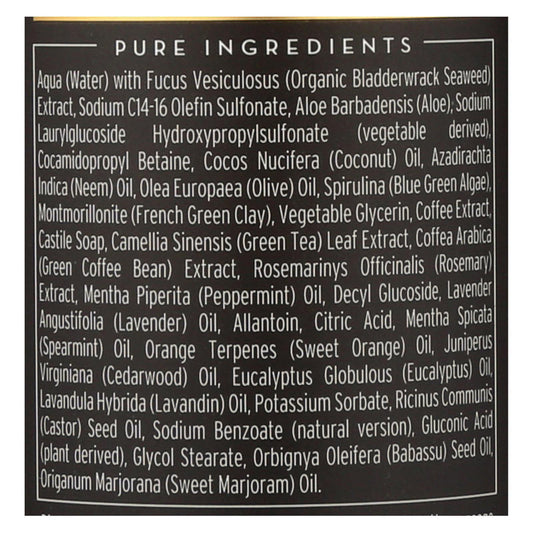 PURE INGREDIENTS
Aqua (Water) with Fucus Vesiculosus (Organic Bladderwrack Seaweed)
Extract, Sodium C14-16 Olefin Sulfonate, Aloe Barbadensis (Aloe), Sodium
Laurylglucoside Hydroxypropylsulfonate (vegetable derived),
Cocamidopropyl Betaine, Cocos Nucifera (Coconut) Oil, Azadirachta
Indica (Neem) Oil, Olea Europaea (Olive) Oil, Spirulina (Blue Green Algae),
Montmorillonite (French Green Clay), Vegetable Glycerin, Coffee Extract,
Castile Soap, Camellia Sinensis (Green Tea) Leaf Extract, Coffea Arabica
(Green Coffee Bean) Extract, Rosemarinys Officinalis (Rosemary)
Extract, Mentha Piperita (Peppermint) Oil, Decyl Glucoside, Lavender
Angustifolia (Lavender) Oil, Allantoin, Citric Acid, Mentha Spicata
(Spearmint) Oil, Orange Terpenes (Sweet Orange) Oil, Juniperus
Virginiana (Cedarwood) Oil, Eucalyptus Globulous (Eucalyptus) Oil,
Lavandula Hybrida (Lavandin) Oil, Potassium Sorbate, Ricinus Communis
(Castor) Seed Oil, Sodium Benzoate (natural version), Gluconic Acid
(plant derived), Glycol Stearate, Orbignya Oleifera (Babassu) Seed Oil,
Origanum Marjorana (Sweet Marjoram) Oil.